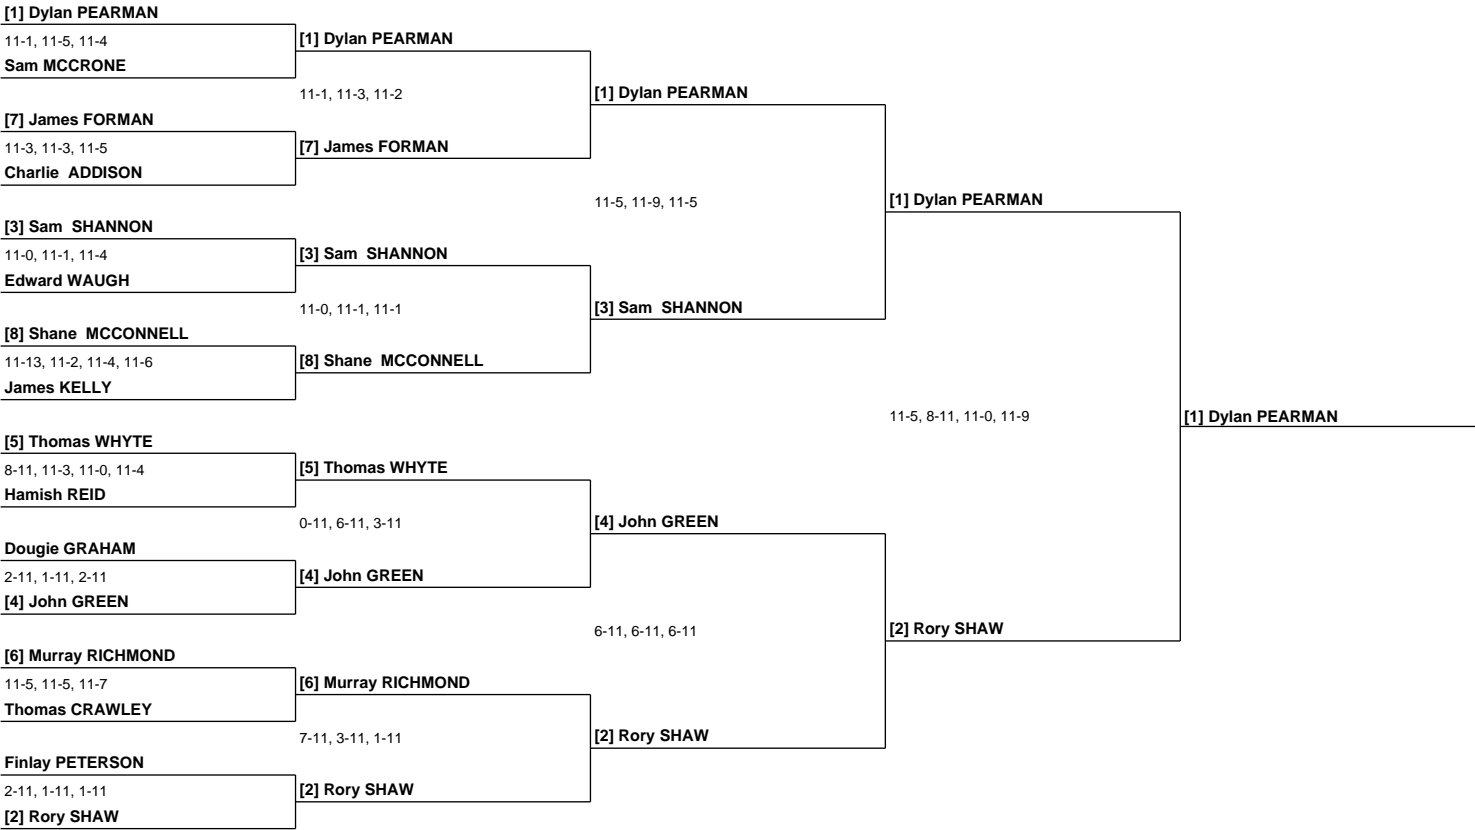 [1] Dylan PEARMAN
11-1, 11-5, 11-4
Sam MCCRONE
[7] James FORMAN
11-3, 11-3, 11-5
Charlie  ADDISON
[3] Sam  SHANNON
11-0, 11-1, 11-4
Edward WAUGH
[8] Shane  MCCONNELL
11-13, 11-2, 11-4, 11-6
James KELLY
[5] Thomas WHYTE
8-11, 11-3, 11-0, 11-4
Hamish REID
Dougie GRAHAM
2-11, 1-11, 2-11
[4] John GREEN
[6] Murray RICHMOND
11-5, 11-5, 11-7
Thomas CRAWLEY
Finlay PETERSON
2-11, 1-11, 1-11
[2] Rory SHAW
[1] Dylan PEARMAN
11-1, 11-3, 11-2
[7] James FORMAN
[3] Sam  SHANNON
11-0, 11-1, 11-1
[8] Shane  MCCONNELL
[5] Thomas WHYTE
0-11, 6-11, 3-11
[4] John GREEN
[6] Murray RICHMOND
7-11, 3-11, 1-11
[2] Rory SHAW
[1] Dylan PEARMAN
11-5, 11-9, 11-5
[3] Sam  SHANNON
[4] John GREEN
6-11, 6-11, 6-11
[2] Rory SHAW
[1] Dylan PEARMAN
11-5, 8-11, 11-0, 11-9
[2] Rory SHAW
[1] Dylan PEARMAN